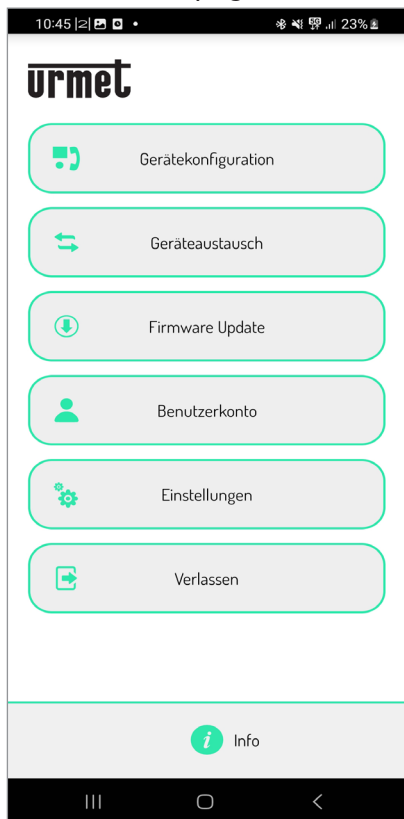 10:45
23%
urmet
Gerätekonfiguration
Geräteaustausch
Firmware Update
Benutzerkonto
Einstellungen
Verlassen
i Info